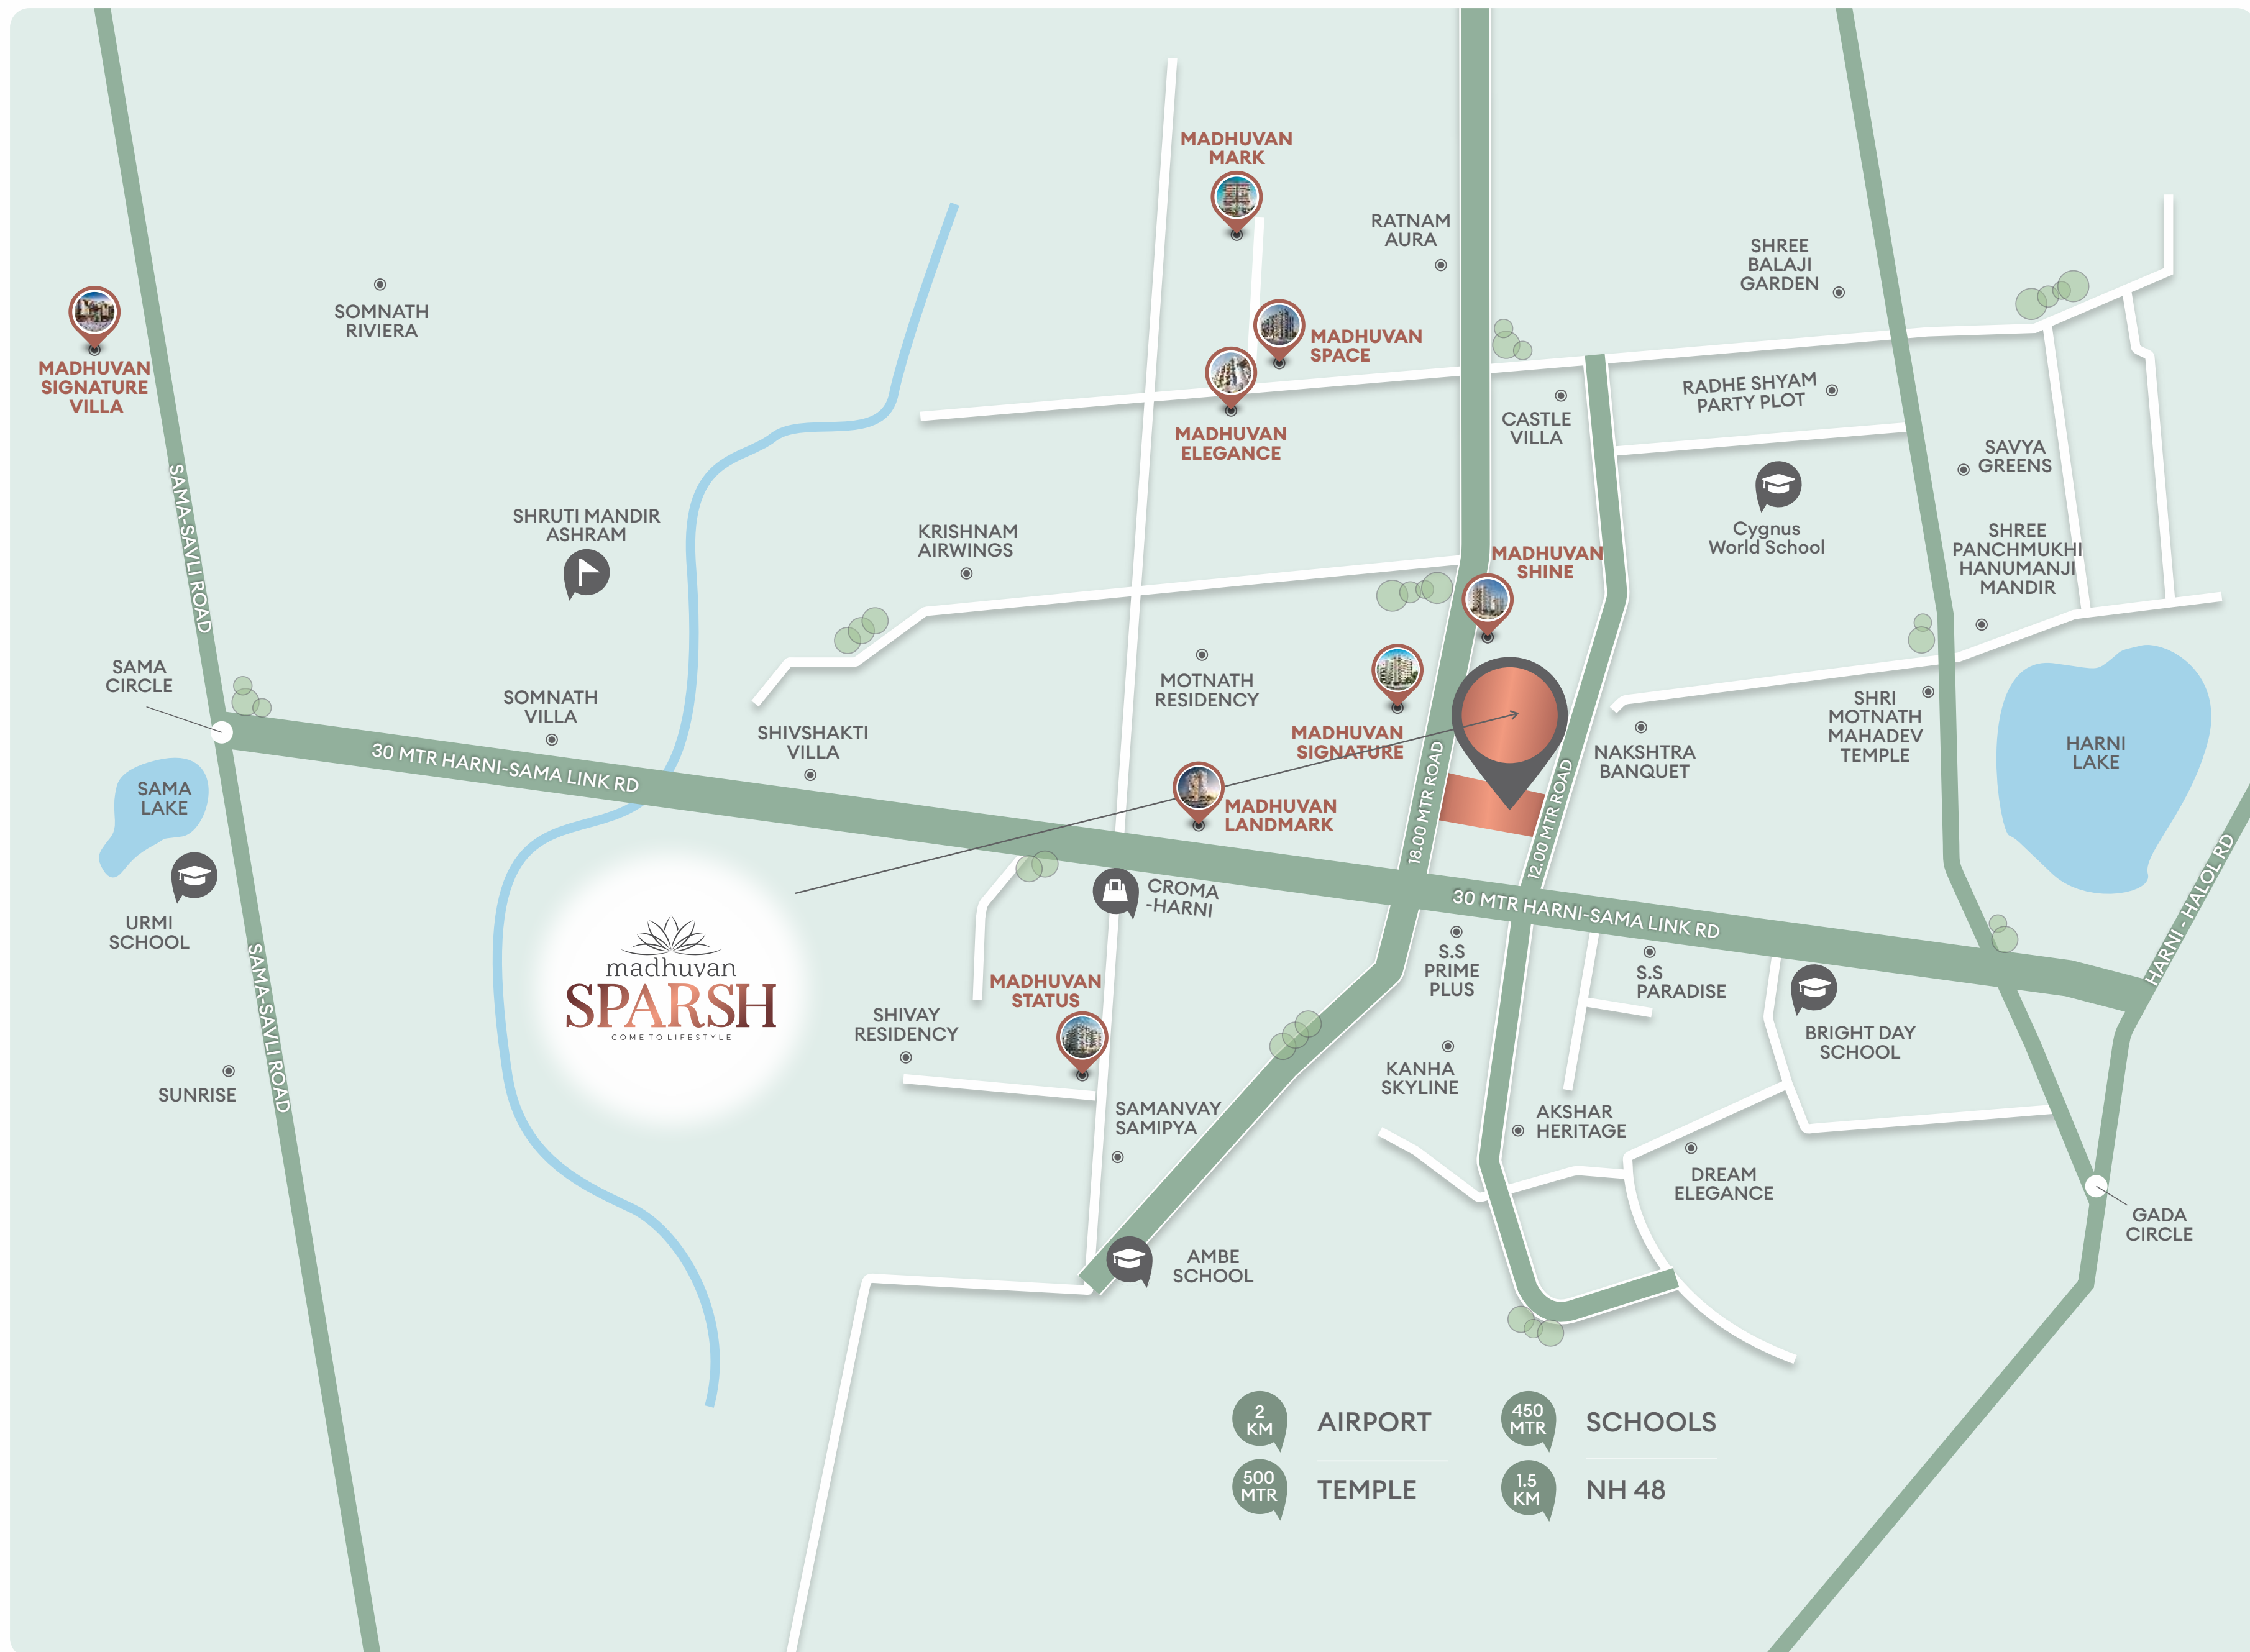 MADHUVAN
MARK
RATNAM
AURA
SHREE
BALAJI
GARDEN
SOMNATH
RIVIERA
MADHUVAN
SIGNATURE
VILLA
MADHUVAN
SPACE
MADHUVAN
ELEGANCE
CASTLE
VILLA
RADHE SHYAM
PARTY PLOT
SAVYA
GREENS
SAMA-SAVLI ROAD
SHRUTI MANDIR
ASHRAM
KRISHNAM
AIRWINGS
MADHUVAN
SHINE
Cygnus
World School
SHREE
PANCHMUKHI
HANUMANJI
MANDIR
SAMA
CIRCLE
SOMNATH
VILLA
SHIVSHAKTI
VILLA
MOTNATH
RESIDENCY
MADHUVAN
SIGNATURE
NAKSHTRA
BANQUET
SHRI
MOTNATH
MAHADEV
TEMPLE
HARNI
LAKE
30 MTR HARNI-SAMA LINK RD
SAMA
LAKE
MADHUVAN
LANDMARK
18.00 MTR ROAD
12.00 MTR ROAD
HARNI - HALOL RD
URMI
SCHOOL
CROMA
-HARNI
30 MTR HARNI-SAMA LINK RD
madhuvan
SPARSH
COME TO LIFESTYLE
MADHUVAN
STATUS
S.S
PRIME
PLUS
S.S
PARADISE
SAMA-SAVLI ROAD
SHIVAY
RESIDENCY
BRIGHT DAY
SCHOOL
SUNRISE
KANHA
SKYLINE
SAMANVAY
SAMIPYA
AKSHAR
HERITAGE
DREAM
ELEGANCE
GADA
CIRCLE
AMBE
SCHOOL
2
KM
AIRPORT
450
MTR
SCHOOLS
500
MTR
TEMPLE
1.5
KM
NH 48